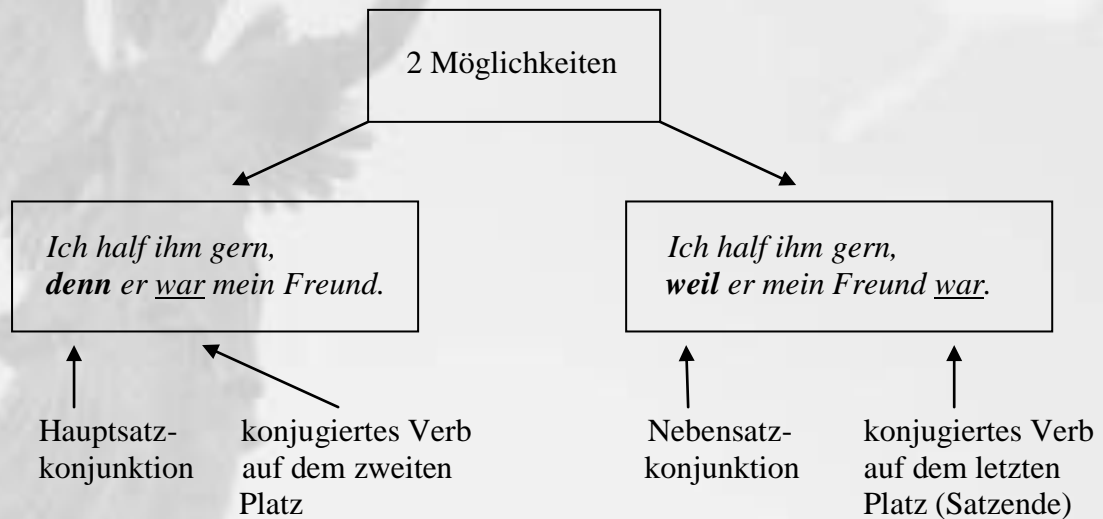 2 Möglichkeiten
Ich half ihm gern,
denn er war mein Freund.
Ich half ihm gern,
weil er mein Freund war.
Hauptsatz-
konjunktion
konjugiertes Verb
auf dem zweiten
Platz
Nebensatz-
konjunktion
konjugiertes Verb
auf dem letzten
Platz (Satzende)